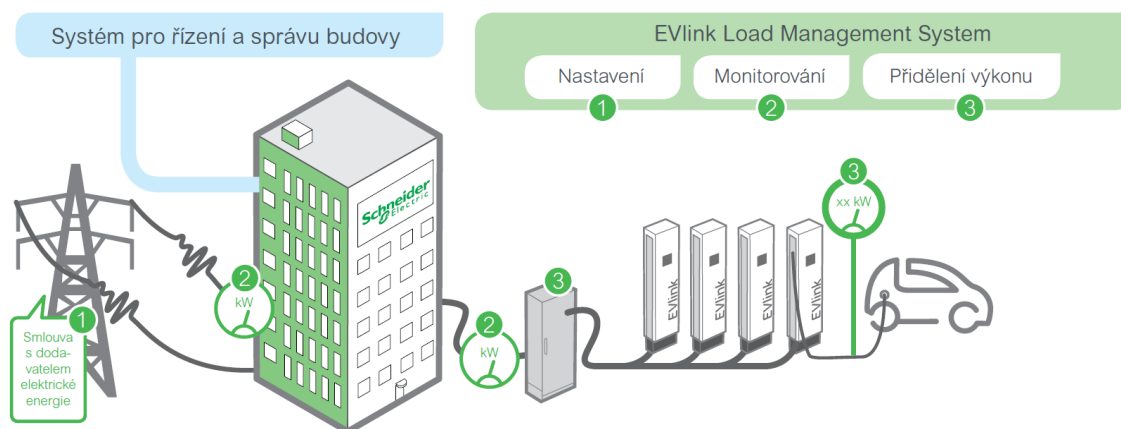 Systém pro řízení a správu budovy
EVlink Load Management System
Nastavení
Monitorování
Přidělení výkonu
1
2
3
Schneider
Electric
3
xx kW
2
kW
3
2
kW
1
Smlouva
s doda-
vatelem
elektrické
energie
EVlink
EVlink
EVlink
EVlink